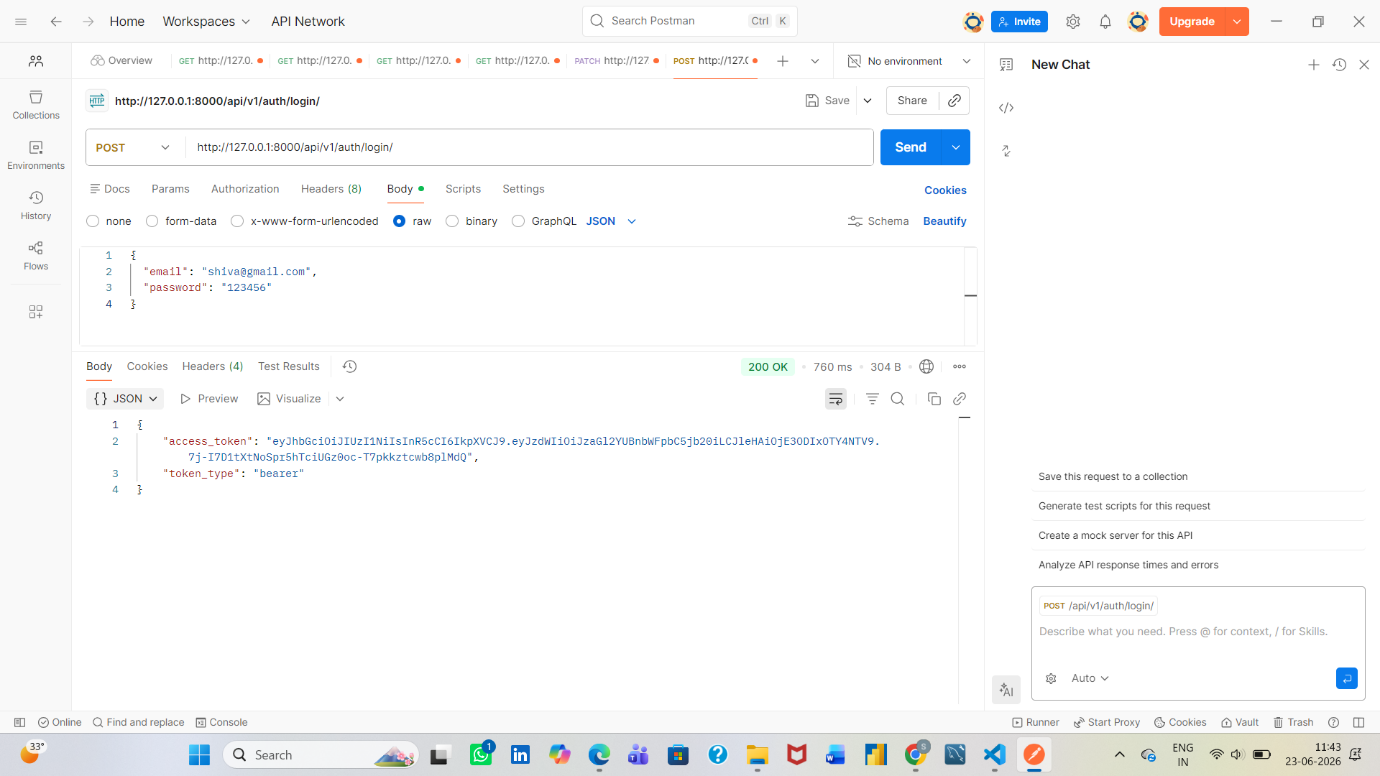 Home Workspaces API Network Search Postman Ctrl K Invite Upgrade
Overview GET http://127.0. GET http://127.0. GET http://127.0. GET http://127.0. PATCH http://127 POST http://127.0 No environment New Chat
Collections
Environments
History
Flows
HTTP http://127.0.0.1:8000/api/v1/auth/login/ Save Share
POST http://127.0.0.1:8000/api/v1/auth/login/ Send
Docs Params Authorization Headers (8) Body Scripts Settings Cookies
none form-data x-www-form-urlencoded raw binary GraphQL JSON Schema Beautify
1 {
2 "email": "shiva@gmail.com",
3 "password": "123456"
4 }
Body Cookies Headers (4) Test Results 200 OK 760 ms 304 B
{} JSON Preview Visualize
1 {
2 "access_token": "eyJhbGciOiJIUzI1NiIsInR5cCI6IkpXVCJ9.eyJzdWIiOiJzaGl2YUBnbWFpbC5jb20iLCJleHAiOjE3ODIxOTY4NTV9.
7j-I7D1tXtNoSpr5hTciUGz0oc-T7pkkztcwb8plMdQ",
3 "token_type": "bearer"
4 }
Save this request to a collection
Generate test scripts for this request
Create a mock server for this API
Analyze API response times and errors
POST /api/v1/auth/login/
Describe what you need. Press @ for context, / for Skills.
Auto
AI
Online Find and replace Console Runner Start Proxy Cookies Vault Trash
33° Search 1 ENG IN 11:43
23-06-2026